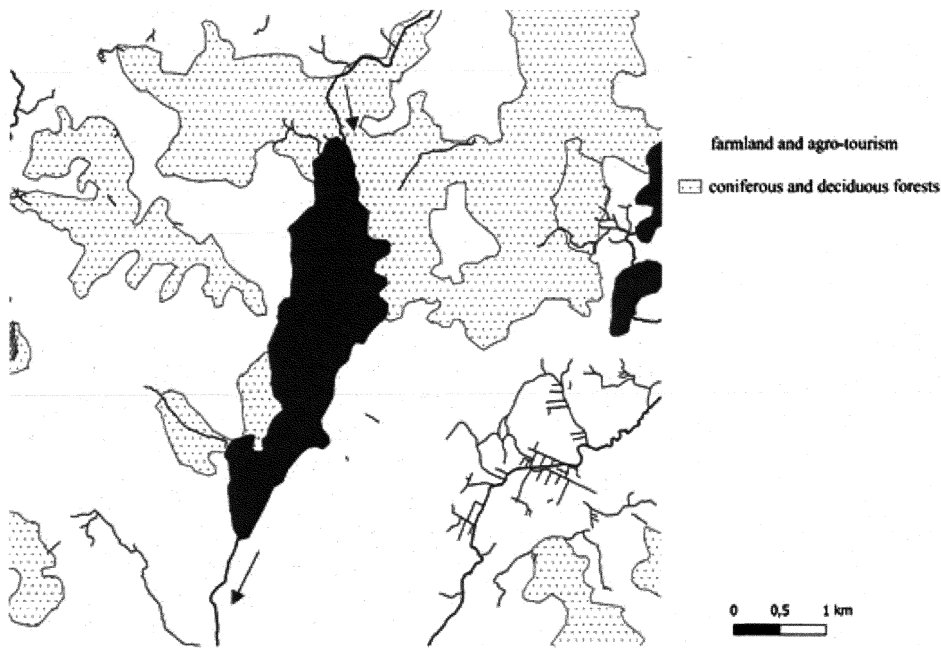 farmland and agro-tourism
coniferous and deciduous forests
0 0,5 1 km